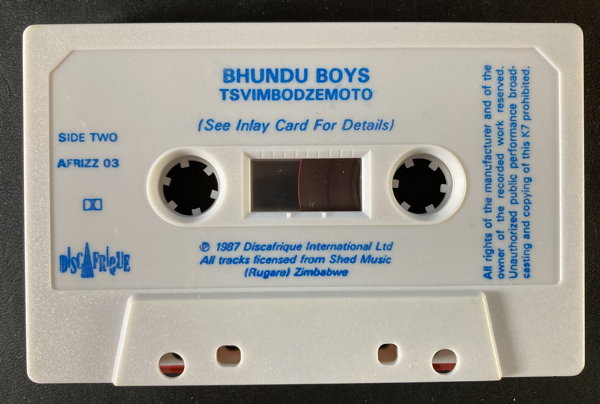 BHUNDU BOYS
TSVIMBODZEMOTO
(See Inlay Card For Details)
SIDE TWO
AFRIZZ 03
DISCAFRIQUE
℗ 1987 Discafrique International Ltd
All tracks licensed from Shed Music
(Rugare) Zimbabwe
All rights of the manufacturer and of the
owner of the recorded work reserved.
Unauthorized public performance broad-
casting and copying of this K7 prohibited.